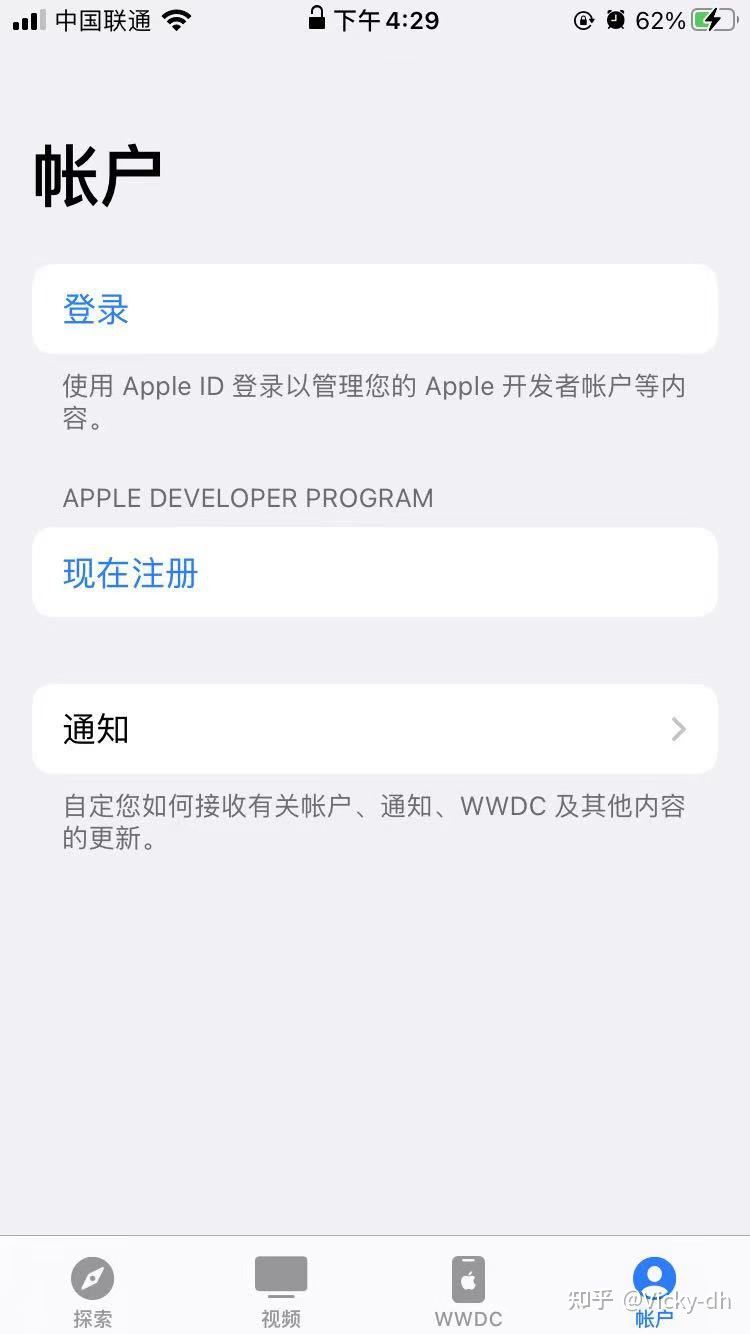 中国联通 下午4:29 62%
帐户
登录
使用 Apple ID 登录以管理您的 Apple 开发者帐户等内
容。
APPLE DEVELOPER PROGRAM
现在注册
通知
自定您如何接收有关帐户、通知、WWDC 及其他内容
的更新。
探索 视频 WWDC 帐户
知乎 @vicky-dh